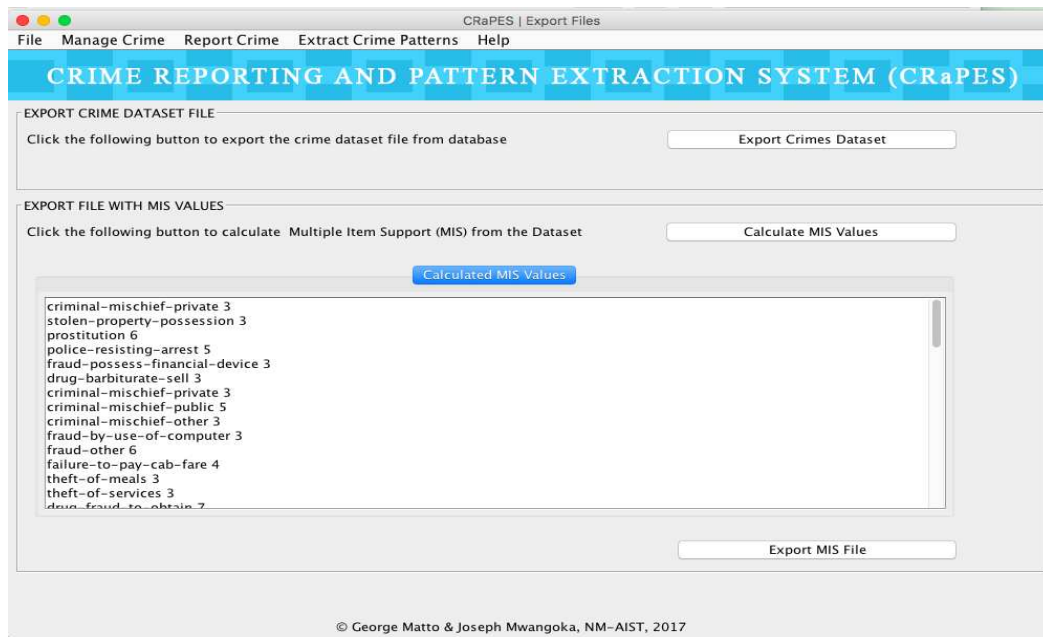 CRaPES | Export Files
File Manage Crime Report Crime Extract Crime Patterns Help
CRIME REPORTING AND PATTERN EXTRACTION SYSTEM (CRaPES)
EXPORT CRIME DATASET FILE
Click the following button to export the crime dataset file from database
Export Crimes Dataset
EXPORT FILE WITH MIS VALUES
Click the following button to calculate Multiple Item Support (MIS) from the Dataset
Calculate MIS Values
Calculated MIS Values
criminal-mischief-private 3
stolen-property-possession 3
prostitution 6
police-resisting-arrest 5
fraud-possess-financial-device 3
drug-barbiturate-sell 3
criminal-mischief-private 3
criminal-mischief-public 5
criminal-mischief-other 3
fraud-by-use-of-computer 3
fraud-other 6
failure-to-pay-cab-fare 4
theft-of-meals 3
theft-of-services 3
drug-fraud-to-obtain 7
Export MIS File
© George Matto & Joseph Mwangoka, NM-AIST, 2017